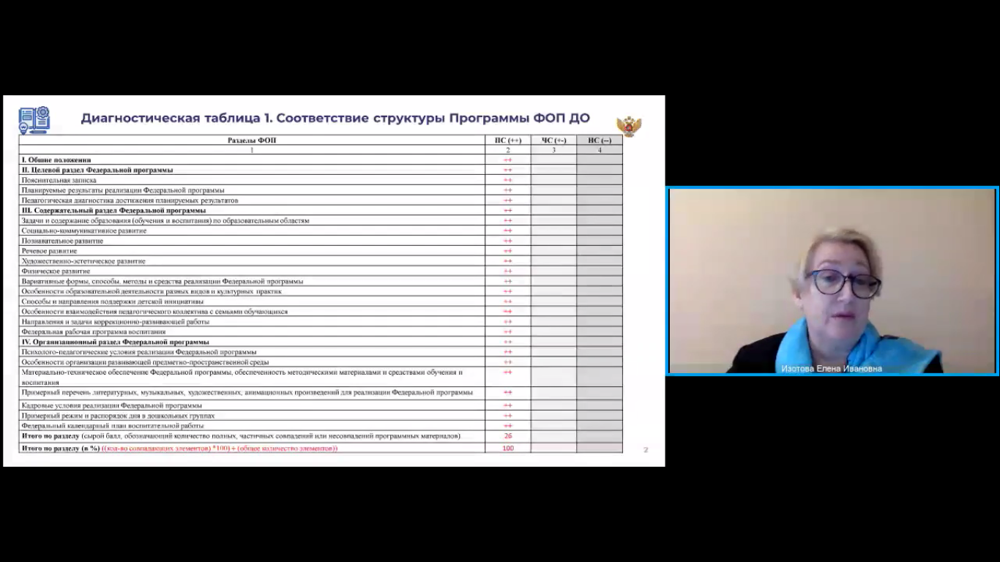 Диагностическая таблица 1. Соответствие структуры Программы ФОП ДО
Разделы ФОП ПС (++) ЧС (+-) НС (--)
1 2 3 4
I. Общие положения ++
II. Целевой раздел Федеральной программы ++
Пояснительная записка ++
Планируемые результаты реализации Федеральной программы ++
Педагогическая диагностика достижения планируемых результатов ++
III. Содержательный раздел Федеральной программы ++
Задачи и содержание образования (обучения и воспитания) по образовательным областям ++
Социально-коммуникативное развитие ++
Познавательное развитие ++
Речевое развитие ++
Художественно-эстетическое развитие ++
Физическое развитие ++
Вариативные формы, способы, методы и средства реализации Федеральной программы ++
Особенности образовательной деятельности разных видов и культурных практик ++
Способы и направления поддержки детской инициативы ++
Особенности взаимодействия педагогического коллектива с семьями обучающихся ++
Направления и задачи коррекционно-развивающей работы ++
Федеральная рабочая программа воспитания ++
IV. Организационный раздел Федеральной программы ++
Психолого-педагогические условия реализации Федеральной программы ++
Особенности организации развивающей предметно-пространственной среды ++
Материально-техническое обеспечение Федеральной программы, обеспеченность методическими материалами и средствами обучения и ++
воспитания
Примерный перечень литературных, музыкальных, художественных, анимационных произведений для реализации Федеральной программы ++
Кадровые условия реализации Федеральной программы ++
Примерный режим и распорядок дня в дошкольных группах ++
Федеральный календарный план воспитательной работы ++
Итого по разделу (сырой балл, обозначающий количество полных, частичных совпадений или несовпадений программных материалов) 26
Итого по разделу (в %) ((кол-во совпадающих элементов) *100) ÷ (общее количество элементов)) 100
2
Изотова Елена Ивановна